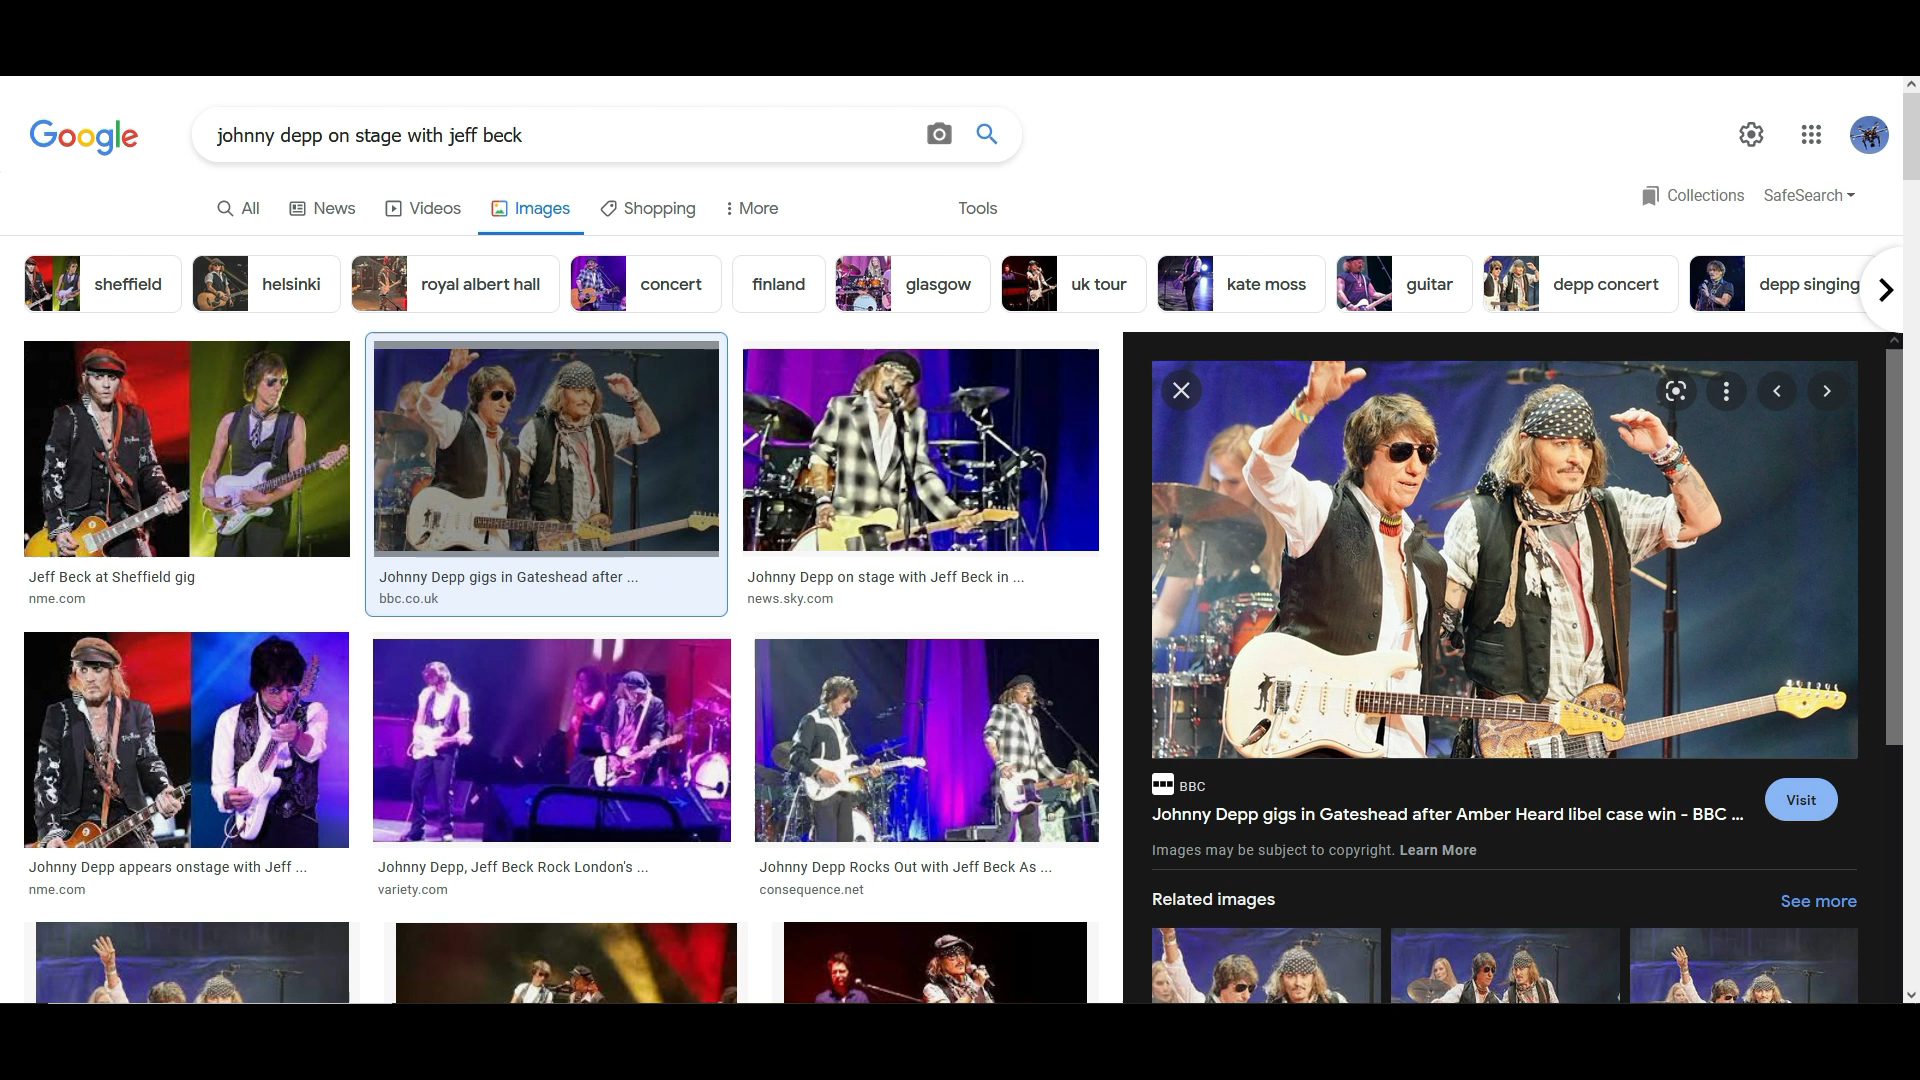 Google
johnny depp on stage with jeff beck
All News Videos Images Shopping More Tools
Collections SafeSearch
sheffield helsinki royal albert hall concert finland glasgow uk tour kate moss guitar depp concert depp singing
Jeff Beck at Sheffield gig
nme.com
Johnny Depp gigs in Gateshead after ...
bbc.co.uk
Johnny Depp on stage with Jeff Beck in ...
news.sky.com
Johnny Depp appears onstage with Jeff ...
nme.com
Johnny Depp, Jeff Beck Rock London's ...
variety.com
Johnny Depp Rocks Out with Jeff Beck As ...
consequence.net
BBC
Johnny Depp gigs in Gateshead after Amber Heard libel case win - BBC ...
Visit
Images may be subject to copyright. Learn More
Related images
See more